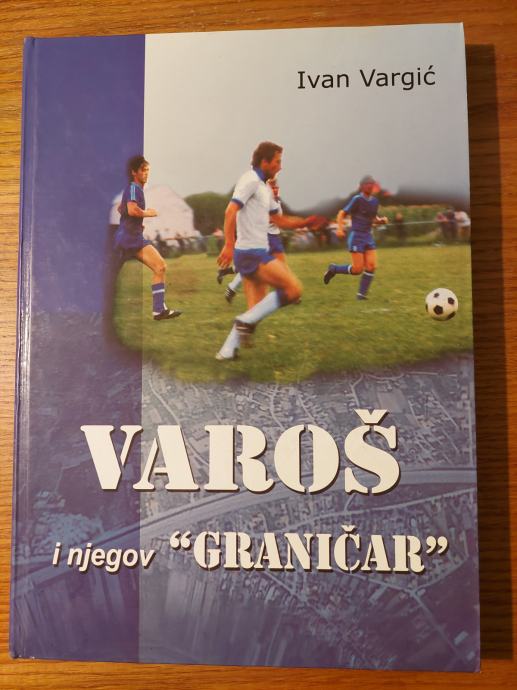 Ivan Vargić
VAROŠ
i njegov “GRANIČAR”